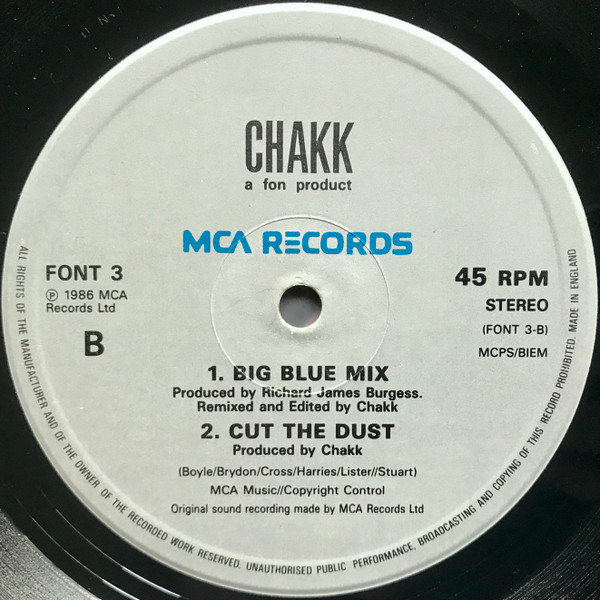 CHAKK
a fon product
MCA RECORDS
FONT 3
℗ 1986 MCA
Records Ltd
B
45 RPM
STEREO
(FONT 3-B)
MCPS/BIEM
1. BIG BLUE MIX
Produced by Richard James Burgess.
Remixed and Edited by Chakk
2. CUT THE DUST
Produced by Chakk
(Boyle/Brydon/Cross/Harries/Lister//Stuart)
MCA Music//Copyright Control
Original sound recording made by MCA Records Ltd
ALL RIGHTS OF THE MANUFACTURER AND OF THE OWNER OF THE RECORDED WORK RESERVED. UNAUTHORISED PUBLIC PERFORMANCE, BROADCASTING AND COPYING OF THIS RECORD PROHIBITED. MADE IN ENGLAND